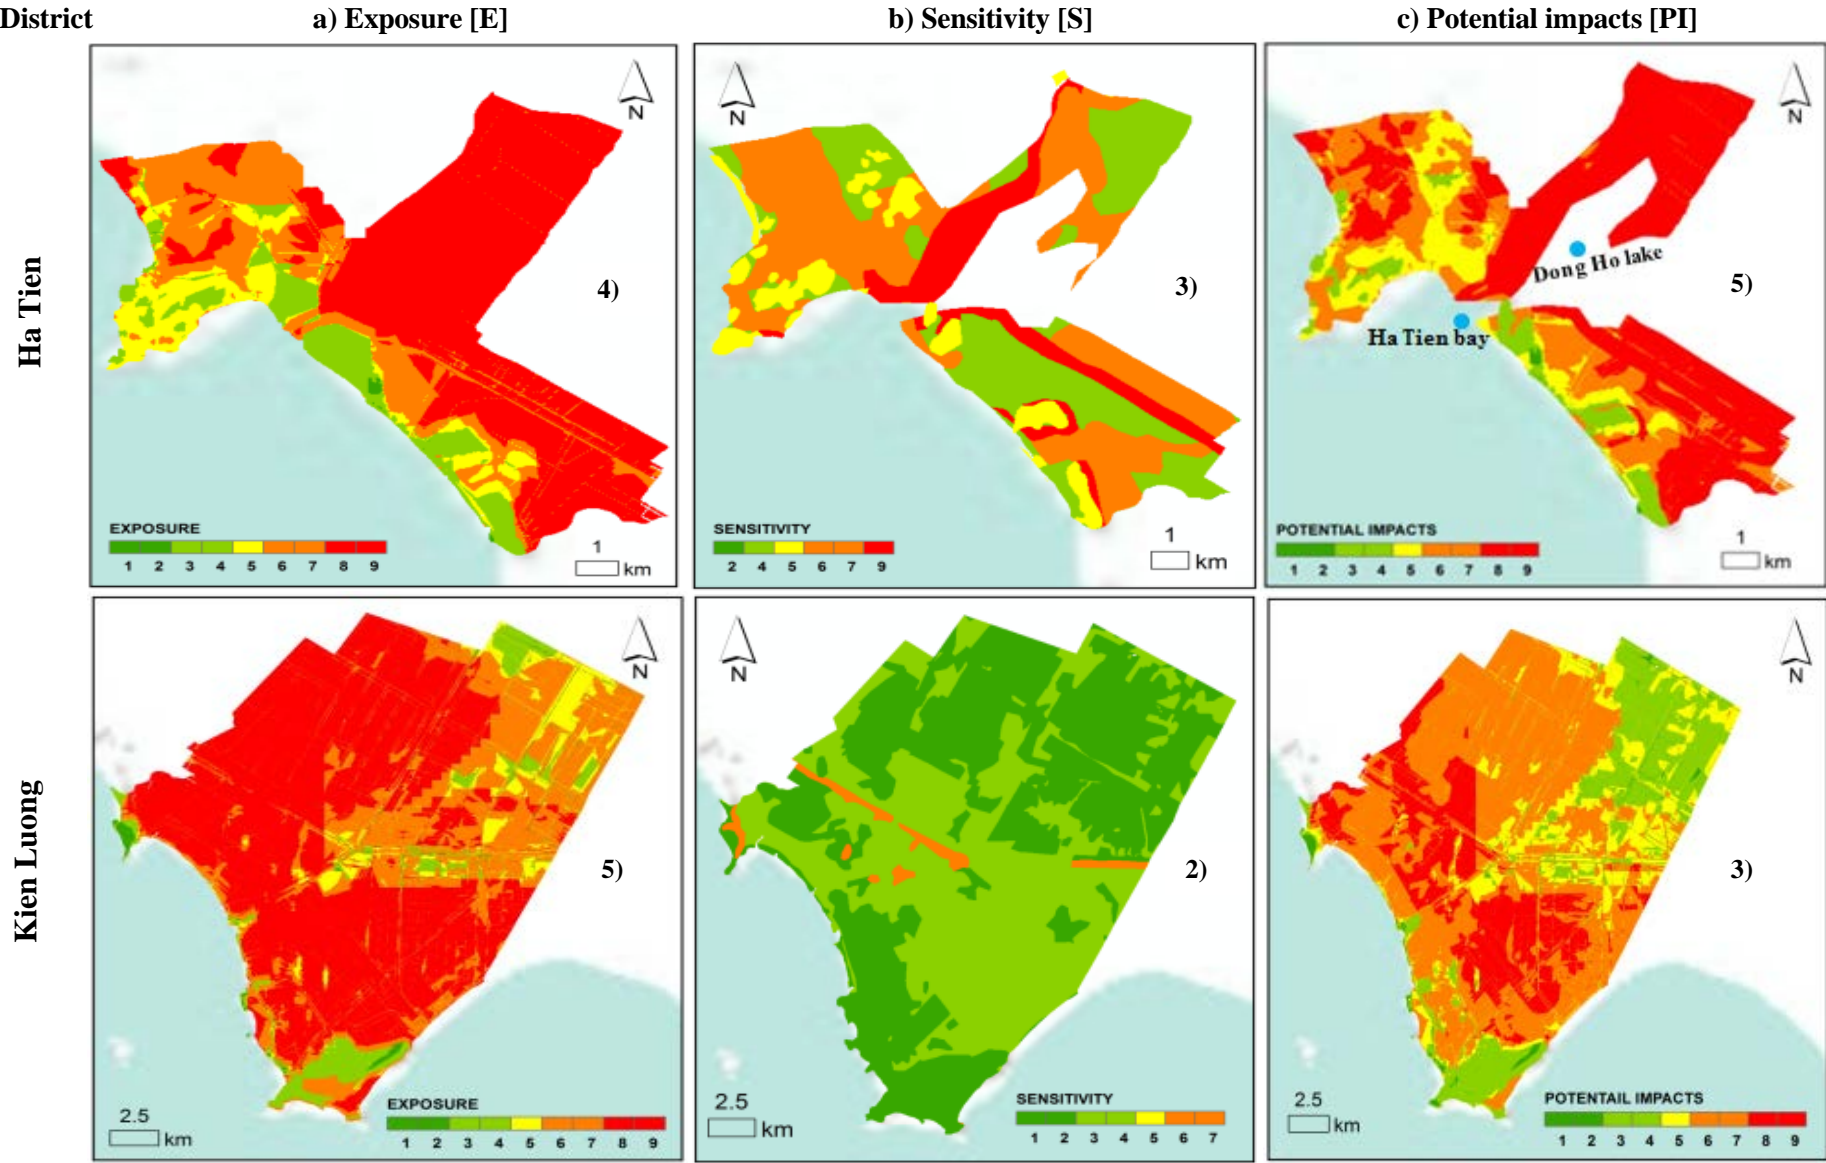 District a) Exposure [E] b) Sensitivity [S] c) Potential impacts [PI]
Ha Tien
N
4)
EXPOSURE
1 2 3 4 5 6 7 8 9
1
km
N
3)
SENSITIVITY
2 4 5 6 7 9
1
km
N
Dong Ho lake
5)
Ha Tien bay
POTENTIAL IMPACTS
1 2 3 4 5 6 7 8 9
1
km
Kien Luong
N
5)
2.5
km
EXPOSURE
1 2 3 4 5 6 7 8 9
N
2)
2.5
km
SENSITIVITY
1 2 3 4 5 6 7
N
3)
2.5
km
POTENTAIL IMPACTS
1 2 3 4 5 6 7 8 9